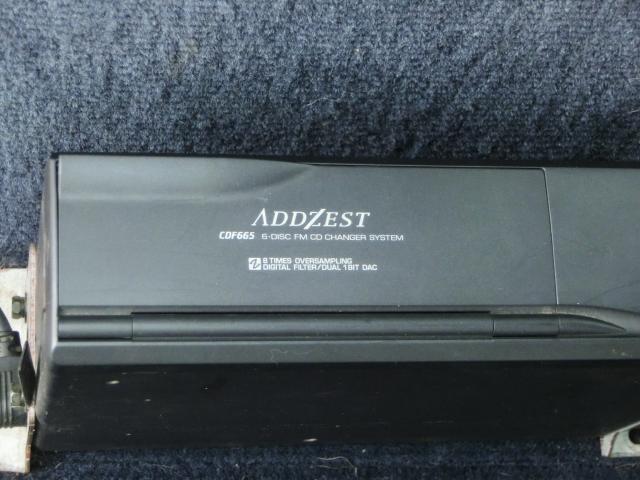 ADDZEST
CDF665 6-DISC FM CD CHANGER SYSTEM
8 TIMES OVERSAMPLING
DIGITAL FILTER/DUAL 1BIT DAC